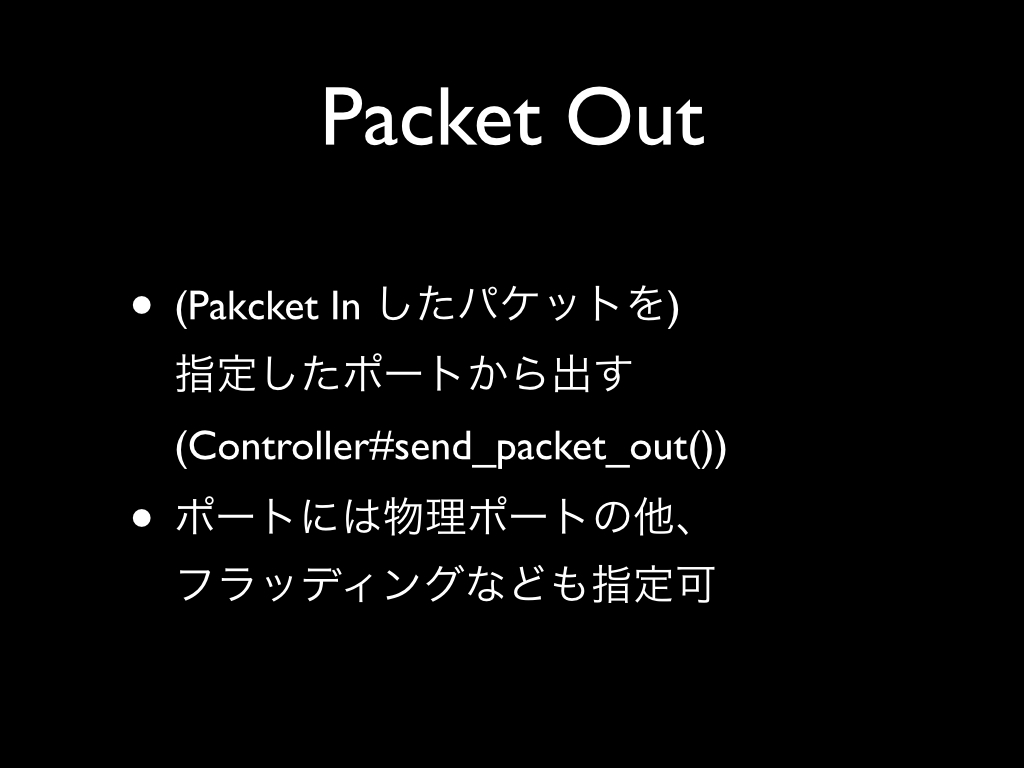 Packet Out
• (Pakcket In したパケットを)
指定したポートから出す
(Controller#send_packet_out())
• ポートには物理ポートの他、
フラッディングなども指定可